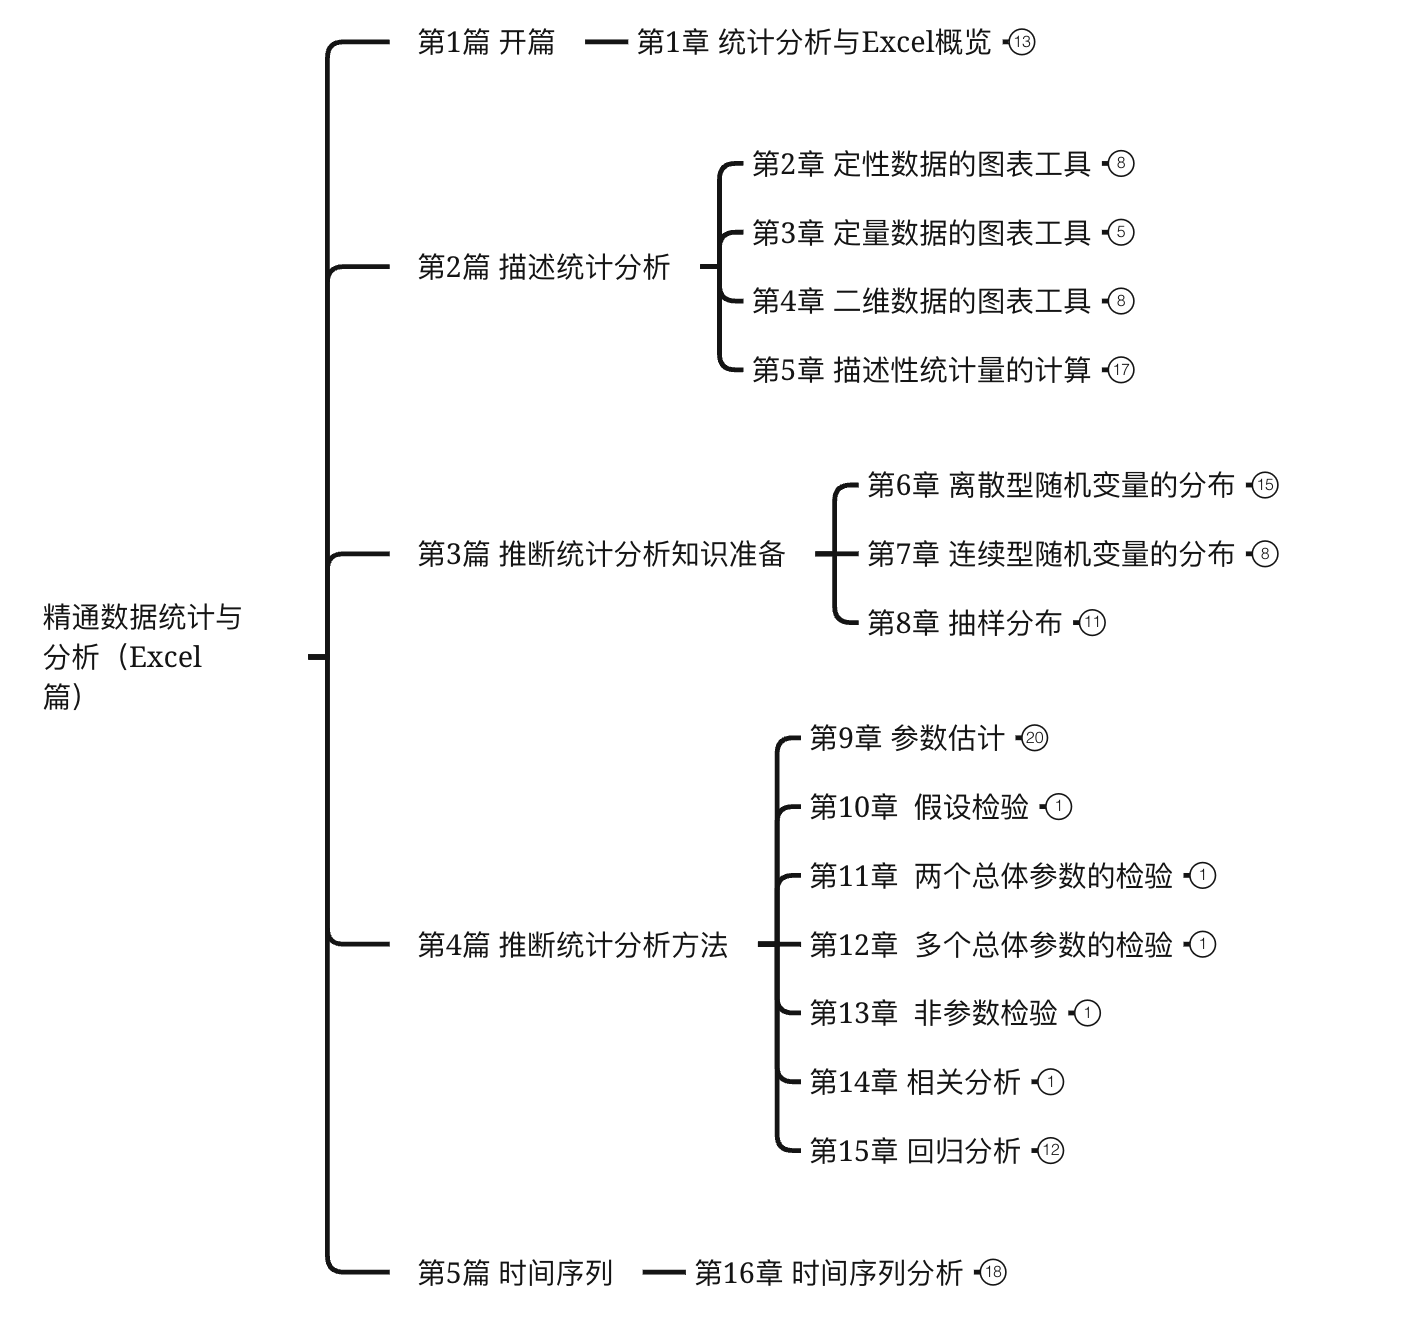 第1篇 开篇
第1章 统计分析与Excel概览 13
第2篇 描述统计分析
第2章 定性数据的图表工具 8
第3章 定量数据的图表工具 5
第4章 二维数据的图表工具 8
第5章 描述性统计量的计算 17
第3篇 推断统计分析知识准备
第6章 离散型随机变量的分布 15
第7章 连续型随机变量的分布 8
第8章 抽样分布 11
精通数据统计与
分析（Excel
篇）
第4篇 推断统计分析方法
第9章 参数估计 20
第10章 假设检验 1
第11章 两个总体参数的检验 1
第12章 多个总体参数的检验 1
第13章 非参数检验 1
第14章 相关分析 1
第15章 回归分析 12
第5篇 时间序列
第16章 时间序列分析 18